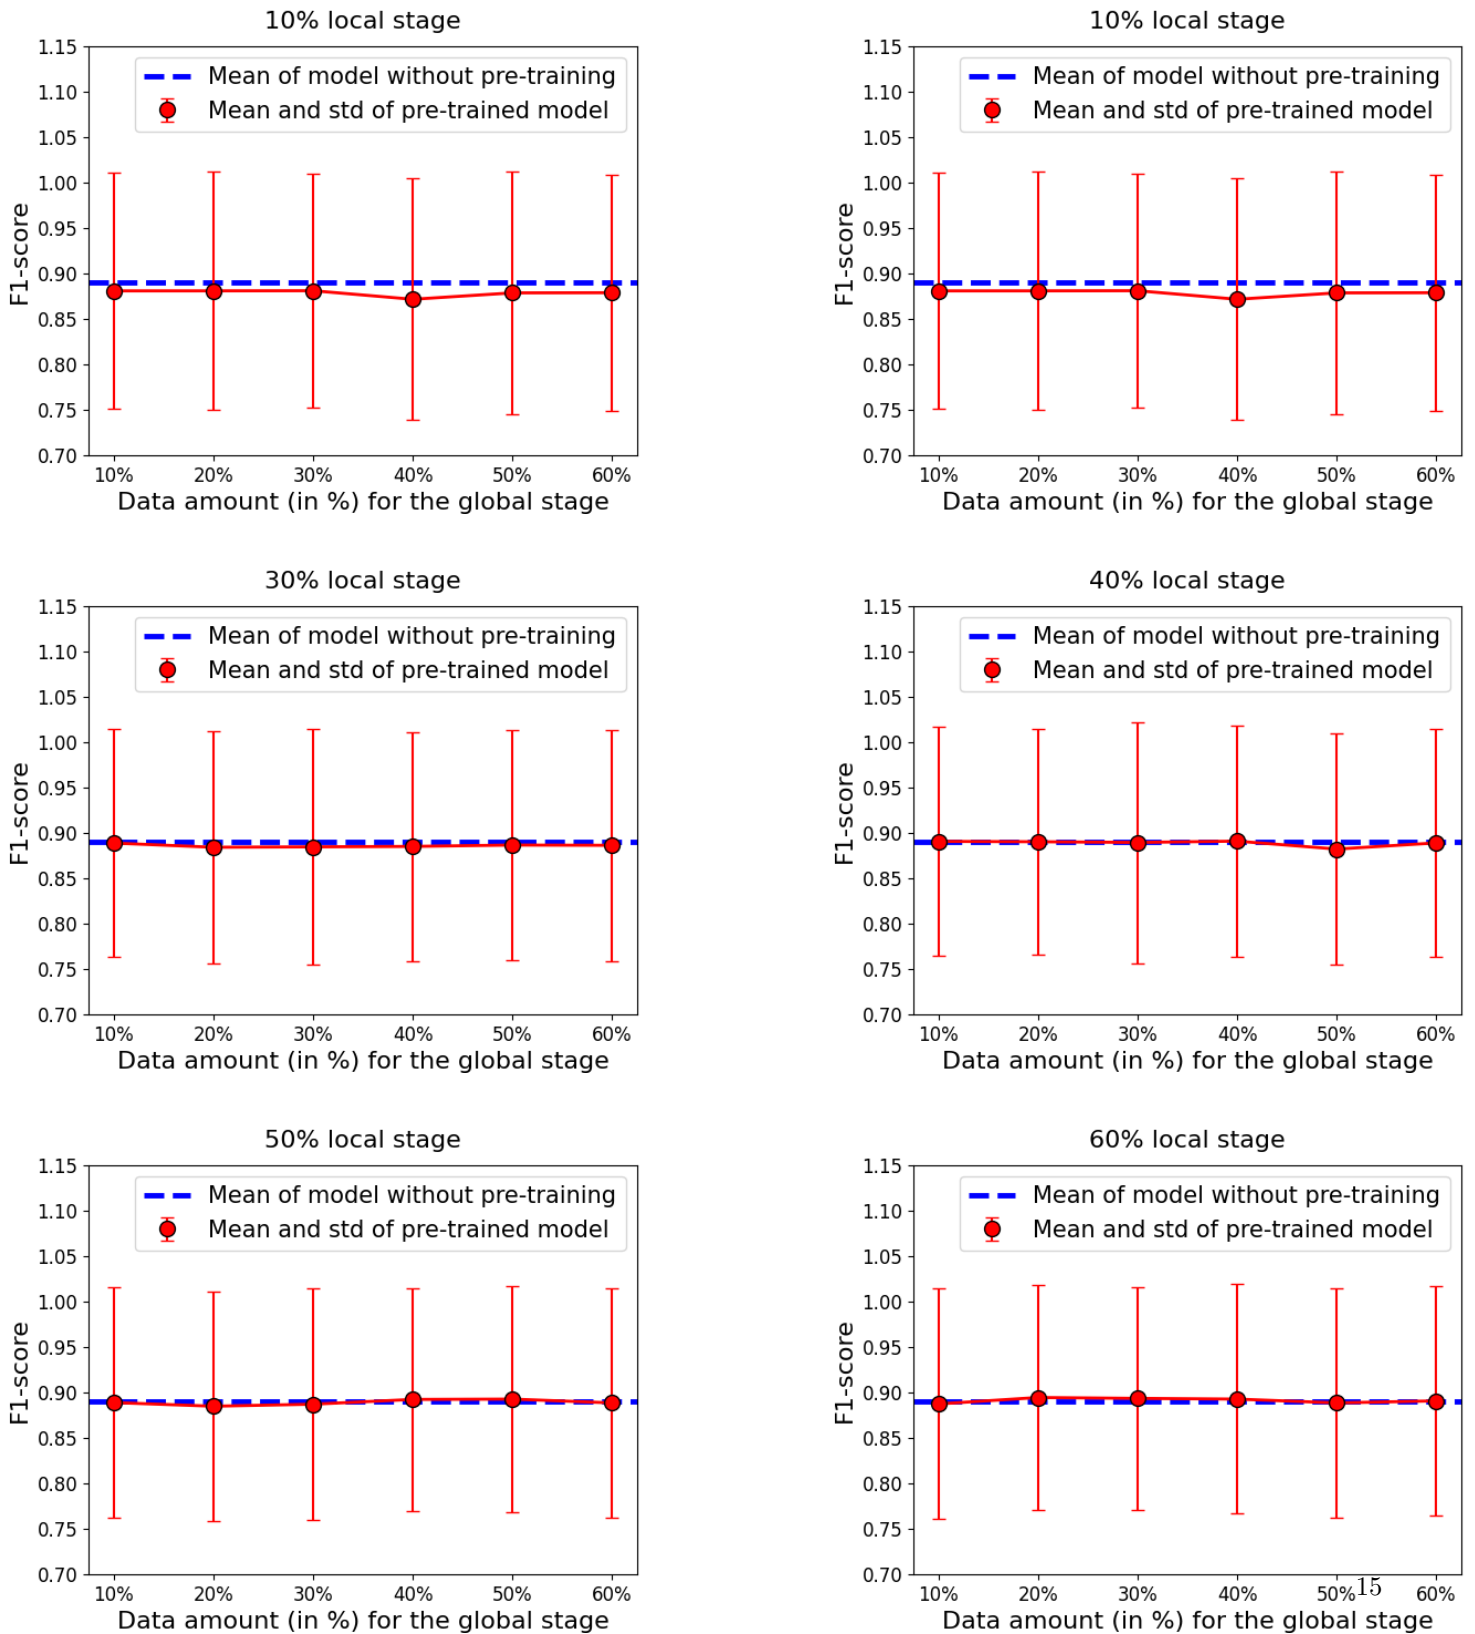 10% local stage
1.15
1.10
1.05
1.00
0.95
0.90
0.85
0.80
0.75
0.70
F1-score
Mean of model without pre-training
Mean and std of pre-trained model
10% 20% 30% 40% 50% 60%
Data amount (in %) for the global stage
10% local stage
1.15
1.10
1.05
1.00
0.95
0.90
0.85
0.80
0.75
0.70
F1-score
Mean of model without pre-training
Mean and std of pre-trained model
10% 20% 30% 40% 50% 60%
Data amount (in %) for the global stage
30% local stage
1.15
1.10
1.05
1.00
0.95
0.90
0.85
0.80
0.75
0.70
F1-score
Mean of model without pre-training
Mean and std of pre-trained model
10% 20% 30% 40% 50% 60%
Data amount (in %) for the global stage
40% local stage
1.15
1.10
1.05
1.00
0.95
0.90
0.85
0.80
0.75
0.70
F1-score
Mean of model without pre-training
Mean and std of pre-trained model
10% 20% 30% 40% 50% 60%
Data amount (in %) for the global stage
50% local stage
1.15
1.10
1.05
1.00
0.95
0.90
0.85
0.80
0.75
0.70
F1-score
Mean of model without pre-training
Mean and std of pre-trained model
10% 20% 30% 40% 50% 60%
Data amount (in %) for the global stage
60% local stage
1.15
1.10
1.05
1.00
0.95
0.90
0.85
0.80
0.75
0.70
F1-score
Mean of model without pre-training
Mean and std of pre-trained model
10% 20% 30% 40% 50% 60%
Data amount (in %) for the global stage
15